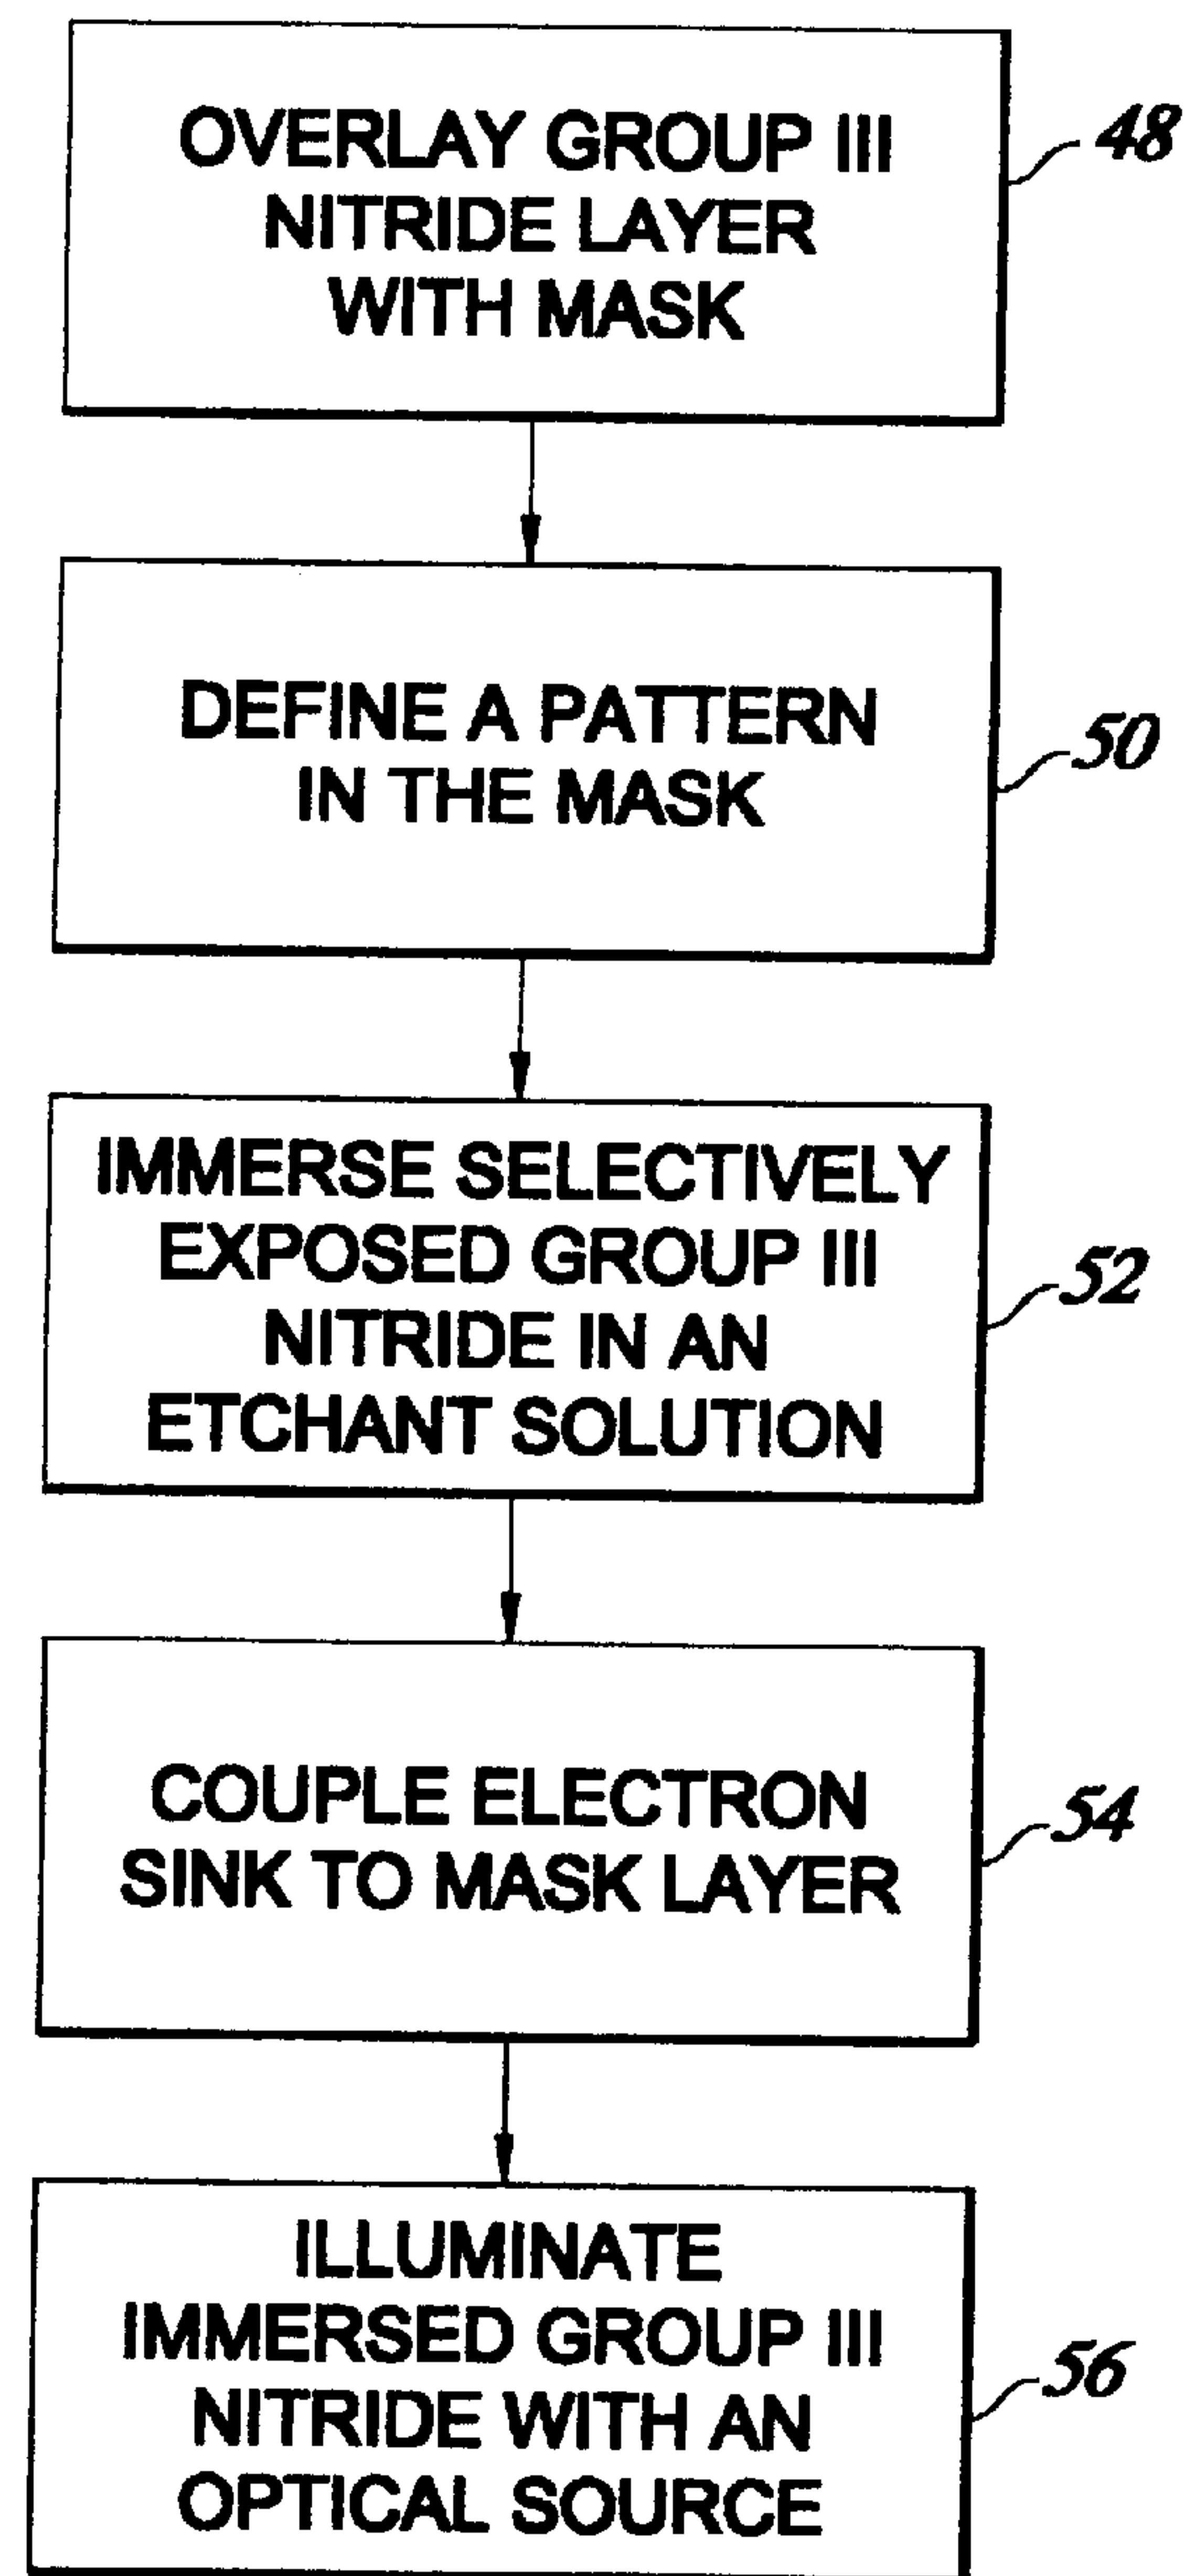 OVERLAY GROUP III
NITRIDE LAYER
WITH MASK
48
DEFINE A PATTERN
IN THE MASK
50
IMMERSE SELECTIVELY
EXPOSED GROUP III
NITRIDE IN AN
ETCHANT SOLUTION
52
COUPLE ELECTRON
SINK TO MASK LAYER
54
ILLUMINATE
IMMERSED GROUP III
NITRIDE WITH AN
OPTICAL SOURCE
56